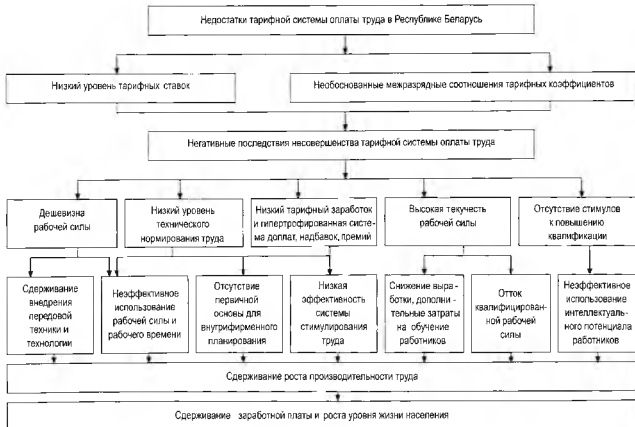 Недостатки тарифной системы оплаты труда в Республике Беларусь
Низкий уровень тарифных ставок
Необоснованные межразрядные соотношения тарифных коэффициентов
Негативные последствия несовершенства тарифной системы оплаты труда
Дешевизна
рабочей силы
Низкий уровень
технического
нормирования труда
Низкий тарифный заработок
и гипертрофированная систе-
ма доплат, надбавок, премий
Высокая текучесть
рабочей силы
Отсутствие стимулов
к повышению
квалификации
Сдерживание
внедрения
передовой
техники и
технологии
Неэффективное
использование
рабочей силы и
рабочего времени
Отсутствие
первичной
основы для
внутрифирменного
планирования
Низкая
эффективность
системы
стимулирования
труда
Снижение выра-
ботки, дополни -
тельные затраты
на обучение
работников
Отток
квалифицирован-
ной рабочей
силы
Неэффективное
использование
интеллектуаль-
ного потенциала
работников
Сдерживание роста производительности труда
Сдерживание заработной платы и роста уровня жизни населения